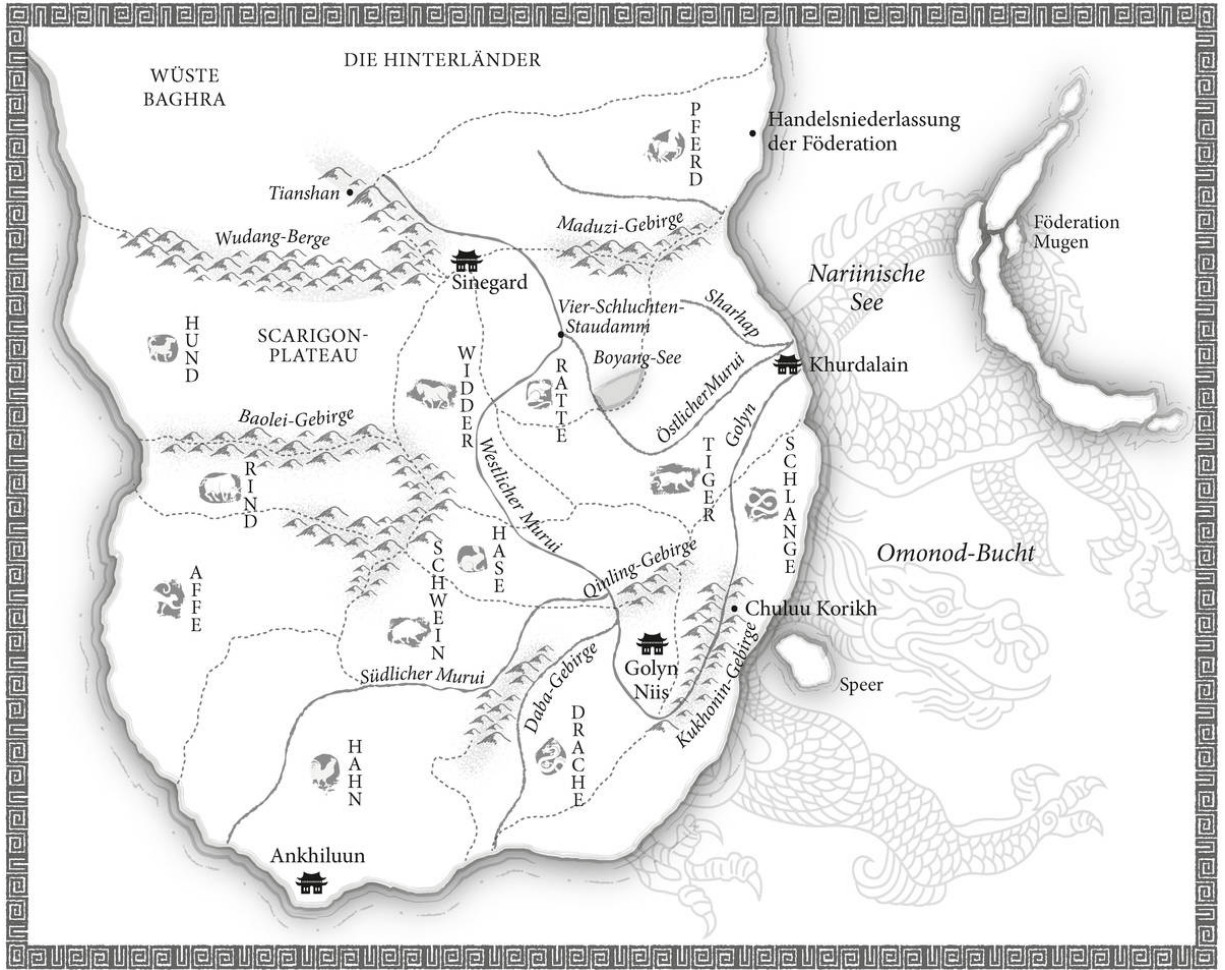 WÜSTE
BAGHRA
DIE HINTERLÄNDER
PFERD
Handelsniederlassung
der Föderation
Tianshan
Wudang-Berge
Maduzi-Gebirge
Föderation
Mugen
Sinegard
Nariinische
See
Vier-Schluchten-
Staudamm
Sharhap
HUND
SCARIGON-
PLATEAU
WIDDER
RATTE
Boyang-See
Khurdalain
Östlicher Murui
Golyn
Baolei-Gebirge
RIND
Westlicher Murui
TIGER
SCHLANGE
HASE
SCHWEIN
Qinling-Gebirge
Omonod-Bucht
AFFE
Chuluu Korikh
Golyn
Niis
Kukhonin-Gebirge
Speer
Südlicher Murui
Daba-Gebirge
DRACHE
HAHN
Ankhiluun